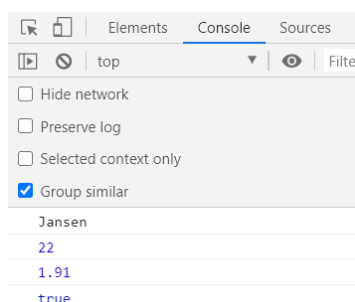 Elements Console Sources
top Filte
Hide network
Preserve log
Selected context only
Group similar
Jansen
22
1.91
true